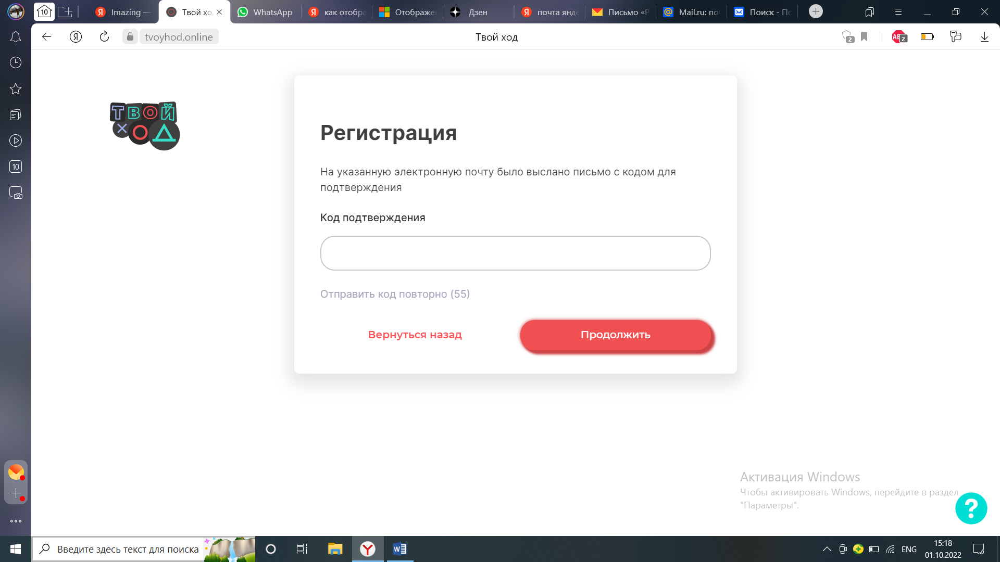 10
Imazing —
Твой хо
WhatsApp
как отобра
Отображе
Дзен
почта янде
Письмо «Р
Mail.ru: по
Поиск - По
tvoyhod.online
Твой ход
2
2
10
ТВОЙ
ХОД
Регистрация
На указанную электронную почту было выслано письмо с кодом для
подтверждения
Код подтверждения
Отправить код повторно (55)
Вернуться назад
Продолжить
Активация Windows
Чтобы активировать Windows, перейдите в раздел
"Параметры".
?
Введите здесь текст для поиска
ENG
15:18
01.10.2022